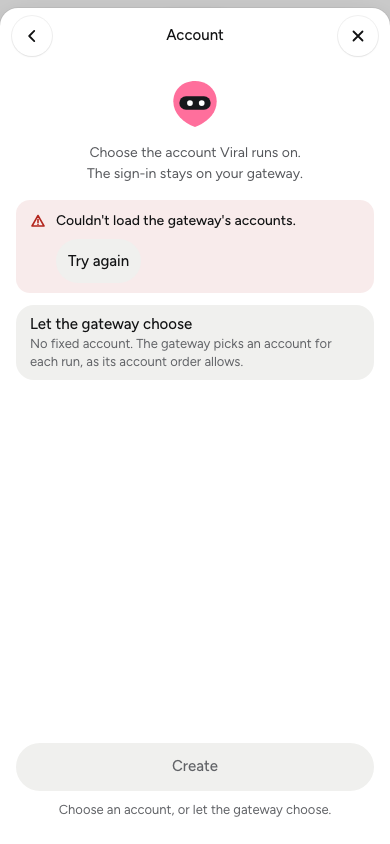 Account
Choose the account Viral runs on.
The sign-in stays on your gateway.
Couldn't load the gateway's accounts.
Try again
Let the gateway choose
No fixed account. The gateway picks an account for
each run, as its account order allows.
Create
Choose an account, or let the gateway choose.